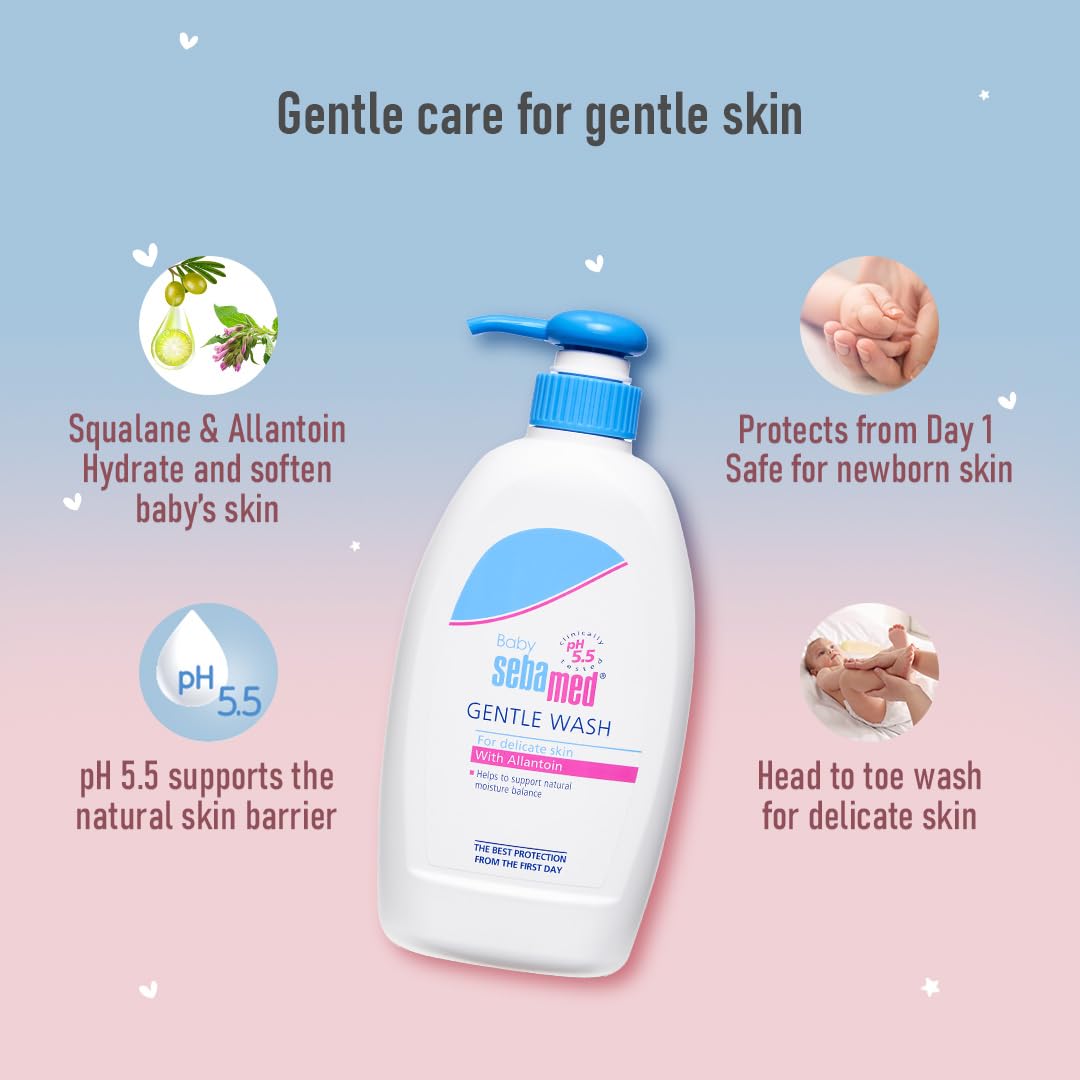 Gentle care for gentle skin
Squalane & Allantoin
Hydrate and soften
baby's skin
Protects from Day 1
Safe for newborn skin
pH
5.5
pH 5.5 supports the
natural skin barrier
Head to toe wash
for delicate skin
Baby
clinically
pH
5.5
tested
sebamed®
GENTLE WASH
For delicate skin
With Allantoin
Helps to support natural
moisture balance
THE BEST PROTECTION
FROM THE FIRST DAY